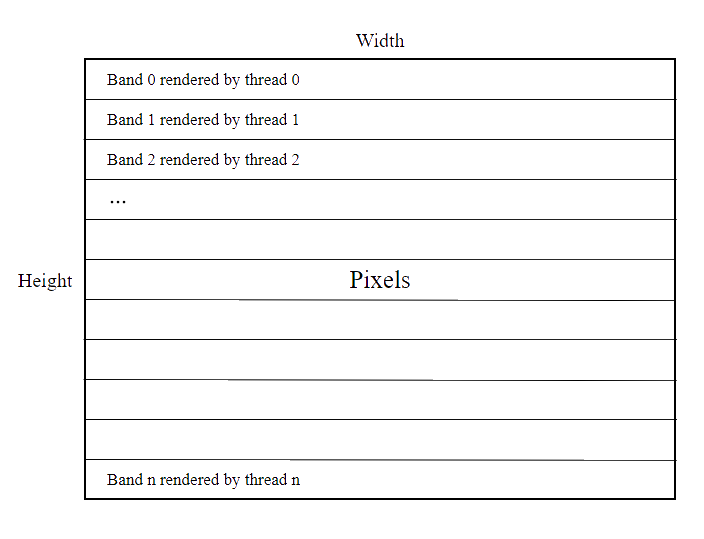 Width
Band 0 rendered by thread 0
Band 1 rendered by thread 1
Band 2 rendered by thread 2
...
Height
Pixels
Band n rendered by thread n